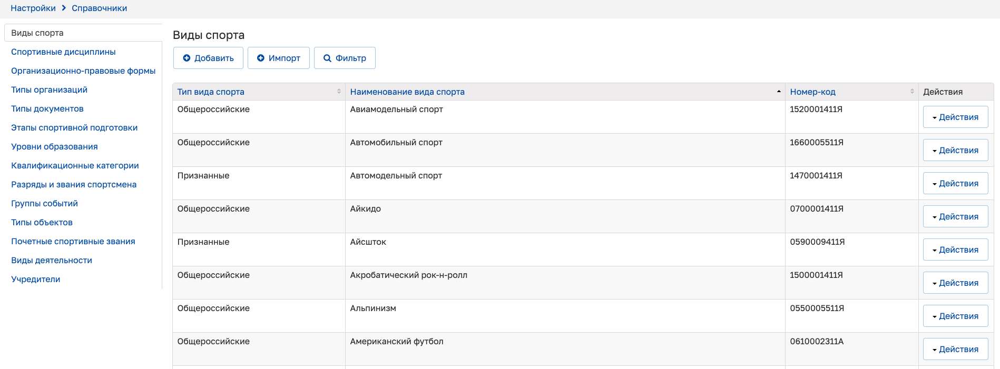 Настройки > Справочники
Виды спорта
Спортивные дисциплины
Организационно-правовые формы
Типы организаций
Типы документов
Этапы спортивной подготовки
Уровни образования
Квалификационные категории
Разряды и звания спортсмена
Группы событий
Типы объектов
Почетные спортивные звания
Виды деятельности
Учредители
Виды спорта
Добавить Импорт Фильтр
Тип вида спорта Наименование вида спорта Номер-код Действия
Общероссийские Авиамодельный спорт 1520001411Я Действия
Общероссийские Автомобильный спорт 1660005511Я Действия
Признанные Автомодельный спорт 1470001411Я Действия
Общероссийские Айкидо 0700001411Я Действия
Признанные Айсшток 0590009411Я Действия
Общероссийские Акробатический рок-н-ролл 1500001411Я Действия
Общероссийские Альпинизм 0550005511Я Действия
Общероссийские Американский футбол 0610002311А Действия